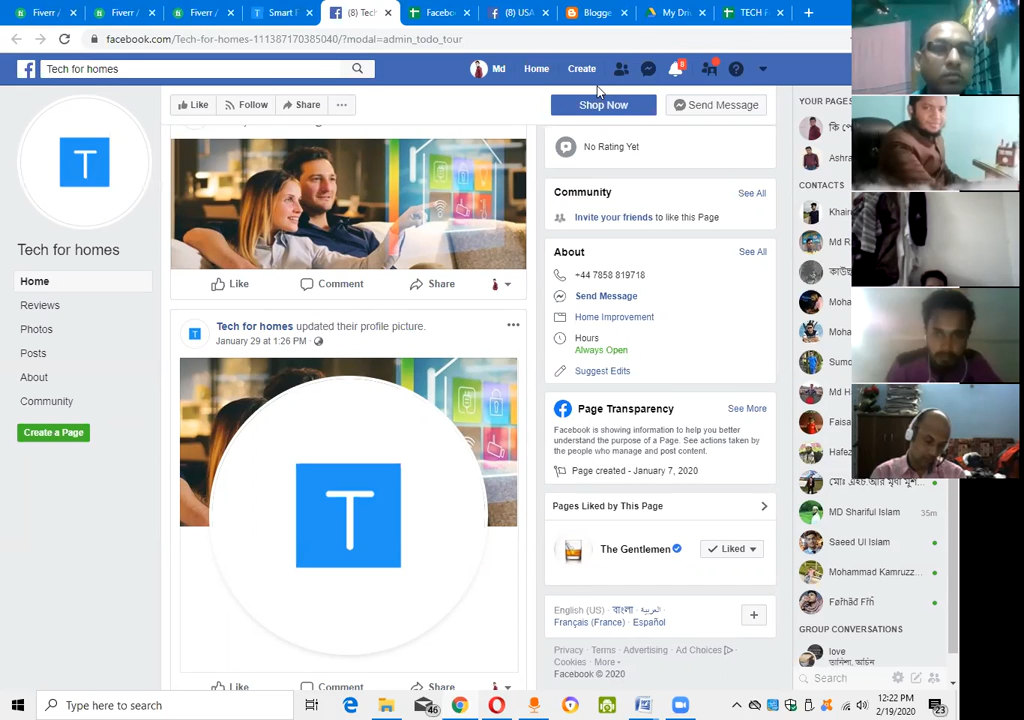 Fiverr /
Fiverr /
Fiverr /
Smart F
(8) Tech
Facebo
(8) USA
Blogge
My Dri
TECH F
facebook.com/Tech-for-homes-111387170385040/?modal=admin_todo_tour
Tech for homes
Md
Home
Create
8
Like
Follow
Share
Shop Now
Send Message
T
Tech for homes
Home
Reviews
Photos
Posts
About
Community
Create a Page
Like
Comment
Share
Tech for homes updated their profile picture.
January 29 at 1:26 PM
T
Like
Comment
Share
No Rating Yet
Community
See All
Invite your friends to like this Page
About
See All
+44 7858 819718
Send Message
Home Improvement
Hours
Always Open
Suggest Edits
Page Transparency
See More
Facebook is showing information to help you better
understand the purpose of a Page. See actions taken by
the people who manage and post content.
Page created - January 7, 2020
Pages Liked by This Page
The Gentlemen
Liked
English (US) · বাংলা · العربية ·
Français (France) · Español
Privacy · Terms · Advertising · Ad Choices ·
Cookies · More
Facebook © 2020
YOUR PAGES
কি পে
Ashra
CONTACTS
Khair
Md R
Moha
Moha
Sumo
Md H
Faisa
Hafez
MD Shariful Islam
35m
Saeed Ul Islam
Mohammad Kamruzz...
GROUP CONVERSATIONS
love
Search
Type here to search
46
12:22 PM
2/19/2020
23